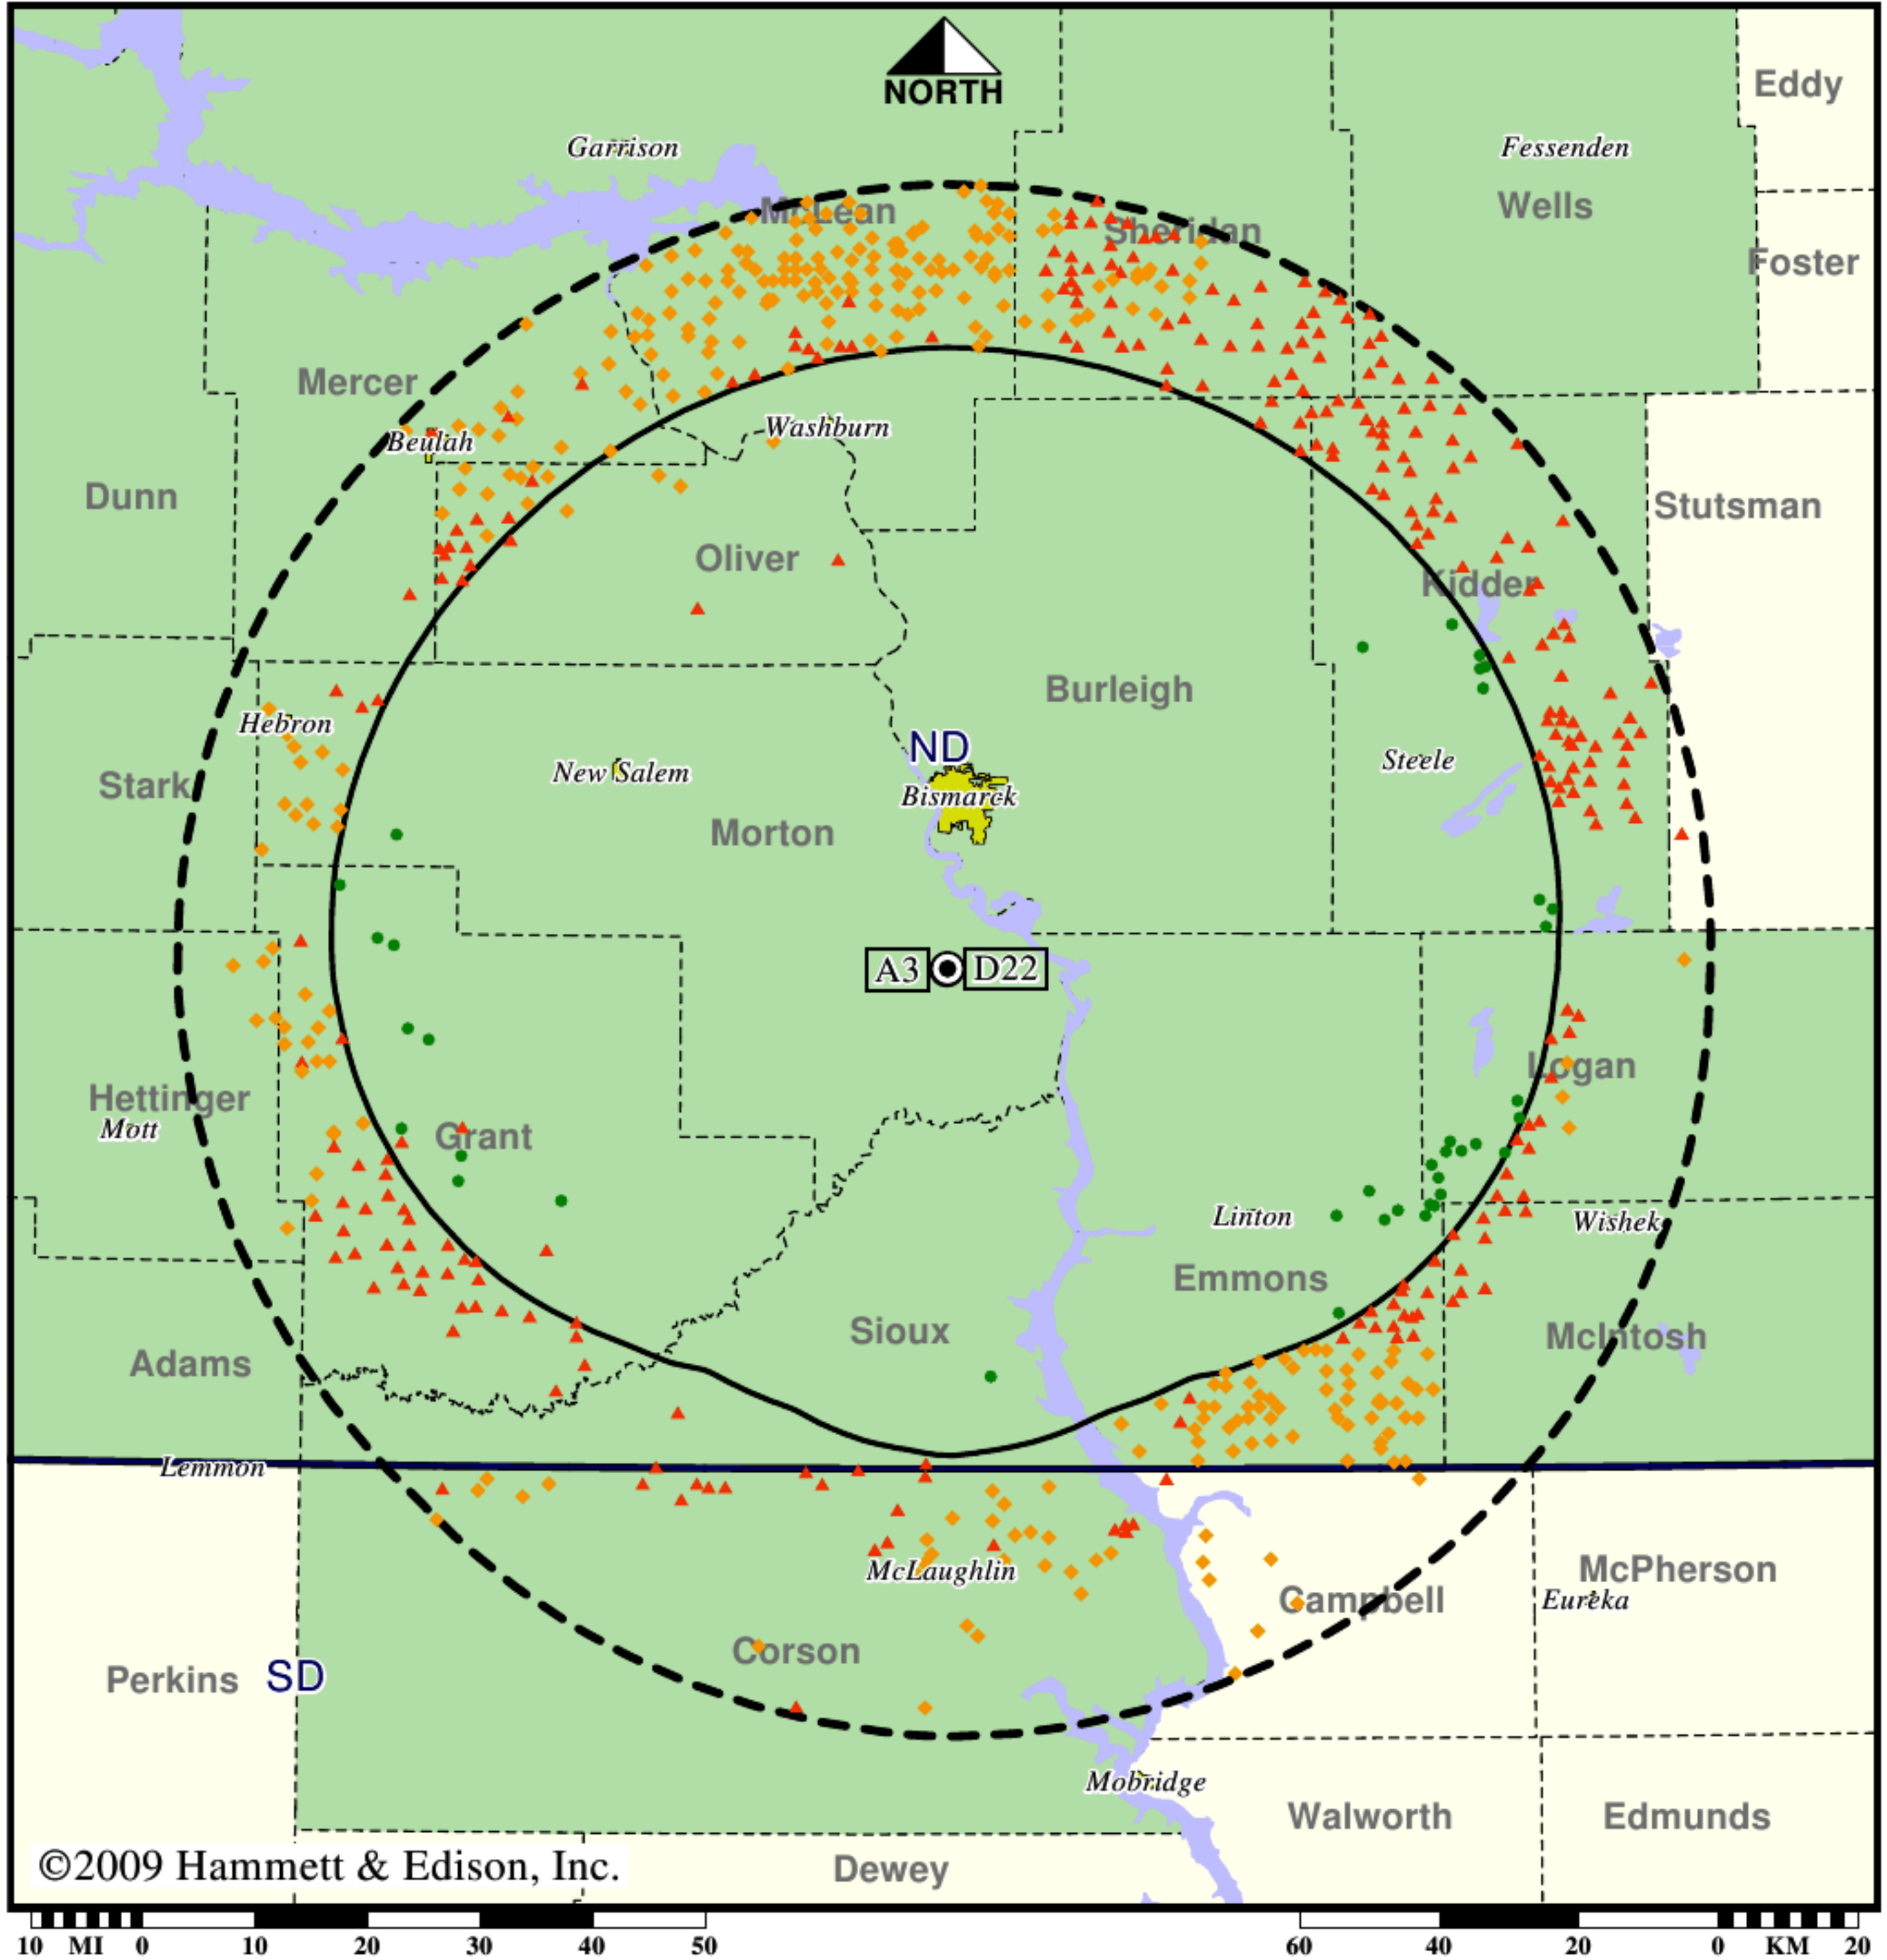 Eddy
NORTH
Garrison
Fessenden
McLean
Wells
Sheridan
Foster
Mercer
Beulah
Washburn
Dunn
Stutsman
Oliver
Kidder
Burleigh
Hebron
ND
Steele
New Salem
Stark
Bismarck
Morton
A3
D22
Logan
Hettinger
Mott
Grant
Linton
Wishek
Emmons
Sioux
McIntosh
Adams
Lemmon
McLaughlin
McPherson
Campbell
Eureka
Corson
Perkins
SD
Mobridge
Walworth
Edmunds
©2009 Hammett & Edison, Inc.
Dewey
10 MI 0 10 20 30 40 50 60 40 20 0 KM 20